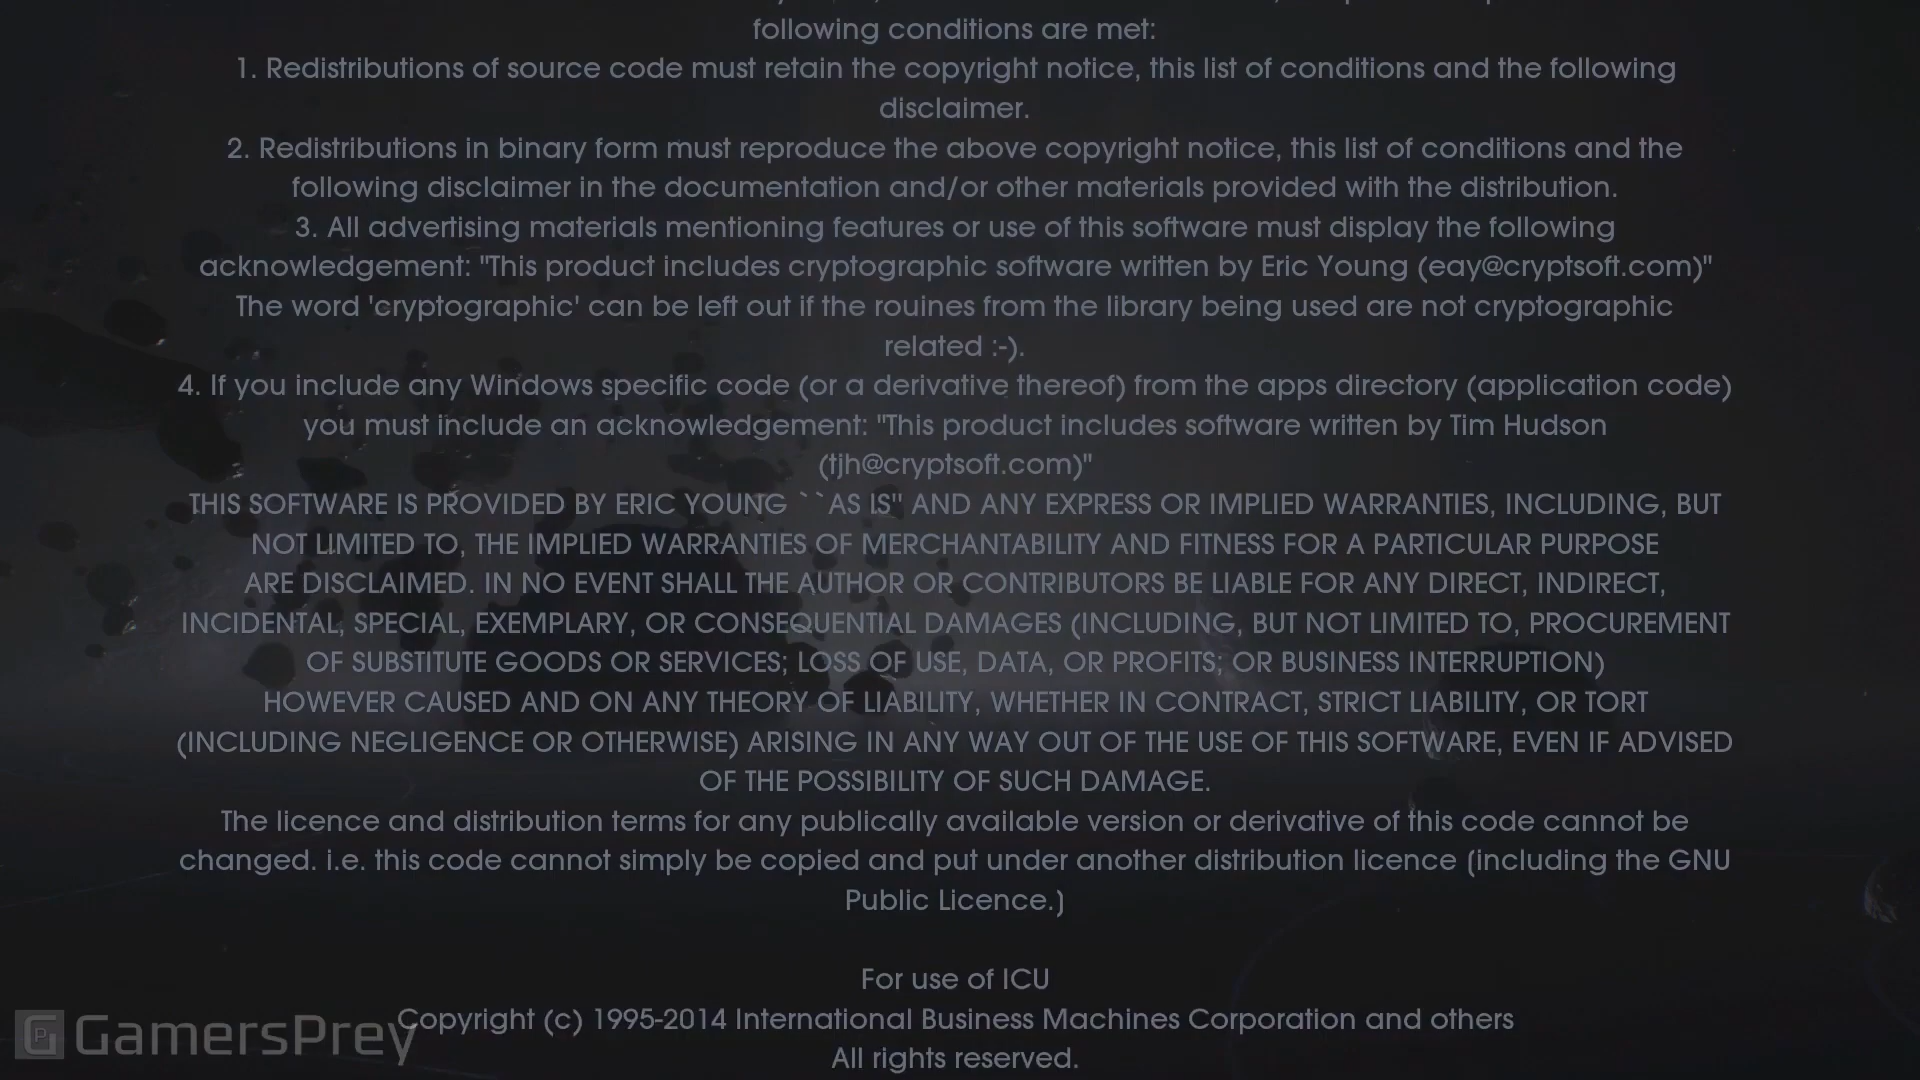 following conditions are met:
1. Redistributions of source code must retain the copyright notice, this list of conditions and the following
disclaimer.
2. Redistributions in binary form must reproduce the above copyright notice, this list of conditions and the
following disclaimer in the documentation and/or other materials provided with the distribution.
3. All advertising materials mentioning features or use of this software must display the following
acknowledgement: "This product includes cryptographic software written by Eric Young (eay@cryptsoft.com)"
The word 'cryptographic' can be left out if the rouines from the library being used are not cryptographic
related :-).
4. If you include any Windows specific code (or a derivative thereof) from the apps directory (application code)
you must include an acknowledgement: "This product includes software written by Tim Hudson
(tjh@cryptsoft.com)"
THIS SOFTWARE IS PROVIDED BY ERIC YOUNG ``AS IS'' AND ANY EXPRESS OR IMPLIED WARRANTIES, INCLUDING, BUT
NOT LIMITED TO, THE IMPLIED WARRANTIES OF MERCHANTABILITY AND FITNESS FOR A PARTICULAR PURPOSE
ARE DISCLAIMED. IN NO EVENT SHALL THE AUTHOR OR CONTRIBUTORS BE LIABLE FOR ANY DIRECT, INDIRECT,
INCIDENTAL, SPECIAL, EXEMPLARY, OR CONSEQUENTIAL DAMAGES (INCLUDING, BUT NOT LIMITED TO, PROCUREMENT
OF SUBSTITUTE GOODS OR SERVICES; LOSS OF USE, DATA, OR PROFITS; OR BUSINESS INTERRUPTION)
HOWEVER CAUSED AND ON ANY THEORY OF LIABILITY, WHETHER IN CONTRACT, STRICT LIABILITY, OR TORT
(INCLUDING NEGLIGENCE OR OTHERWISE) ARISING IN ANY WAY OUT OF THE USE OF THIS SOFTWARE, EVEN IF ADVISED
OF THE POSSIBILITY OF SUCH DAMAGE.
The licence and distribution terms for any publically available version or derivative of this code cannot be
changed. i.e. this code cannot simply be copied and put under another distribution licence (including the GNU
Public Licence.)
For use of ICU
Copyright (c) 1995-2014 International Business Machines Corporation and others
All rights reserved.
GamersPrey